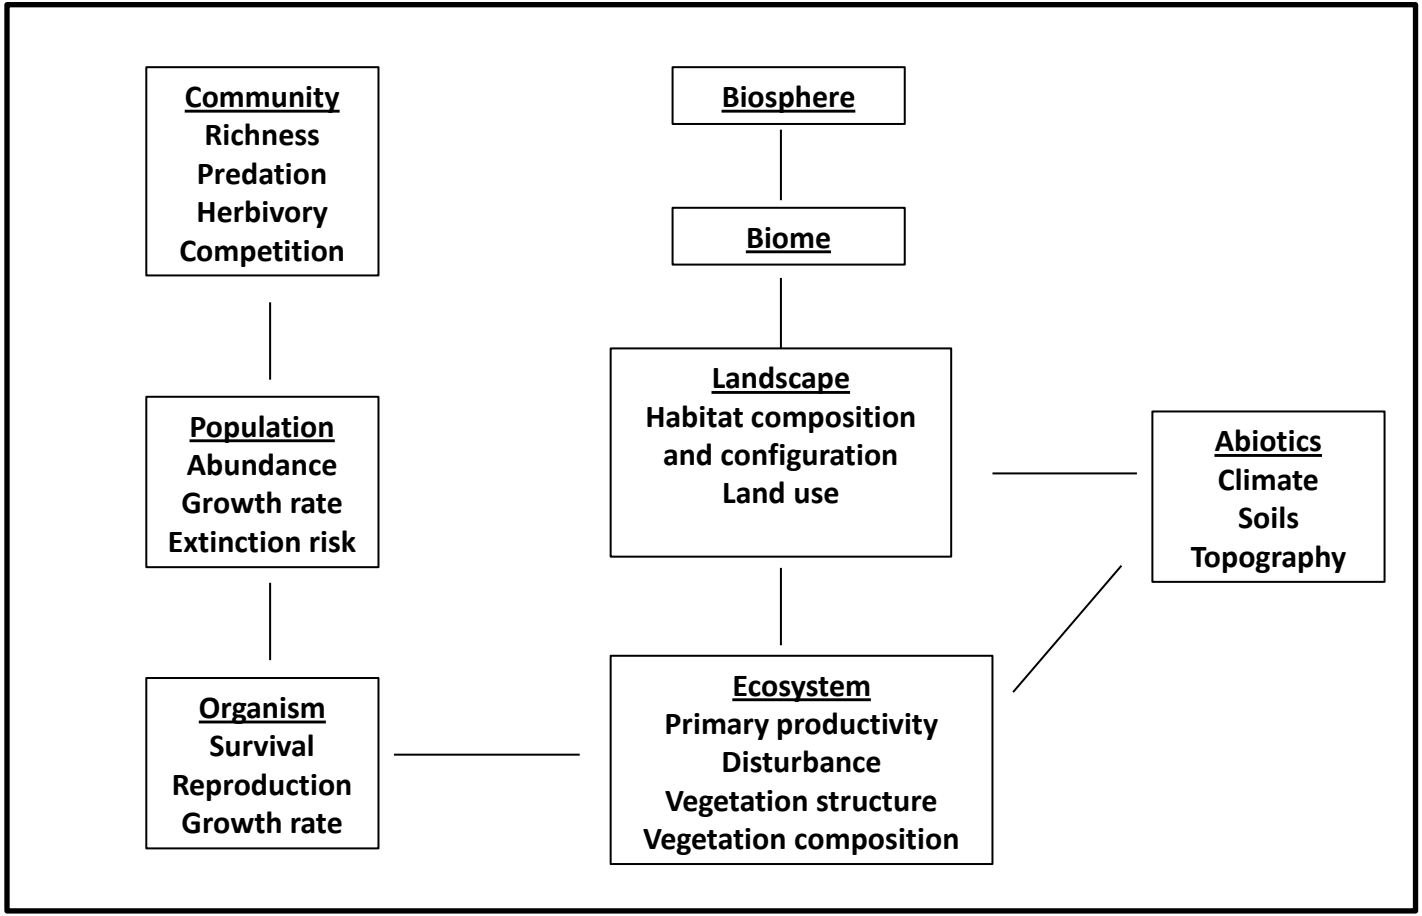 Community
Richness
Predation
Herbivory
Competition
Population
Abundance
Growth rate
Extinction risk
Organism
Survival
Reproduction
Growth rate
Biosphere
Biome
Landscape
Habitat composition
and configuration
Land use
Ecosystem
Primary productivity
Disturbance
Vegetation structure
Vegetation composition
Abiotics
Climate
Soils
Topography